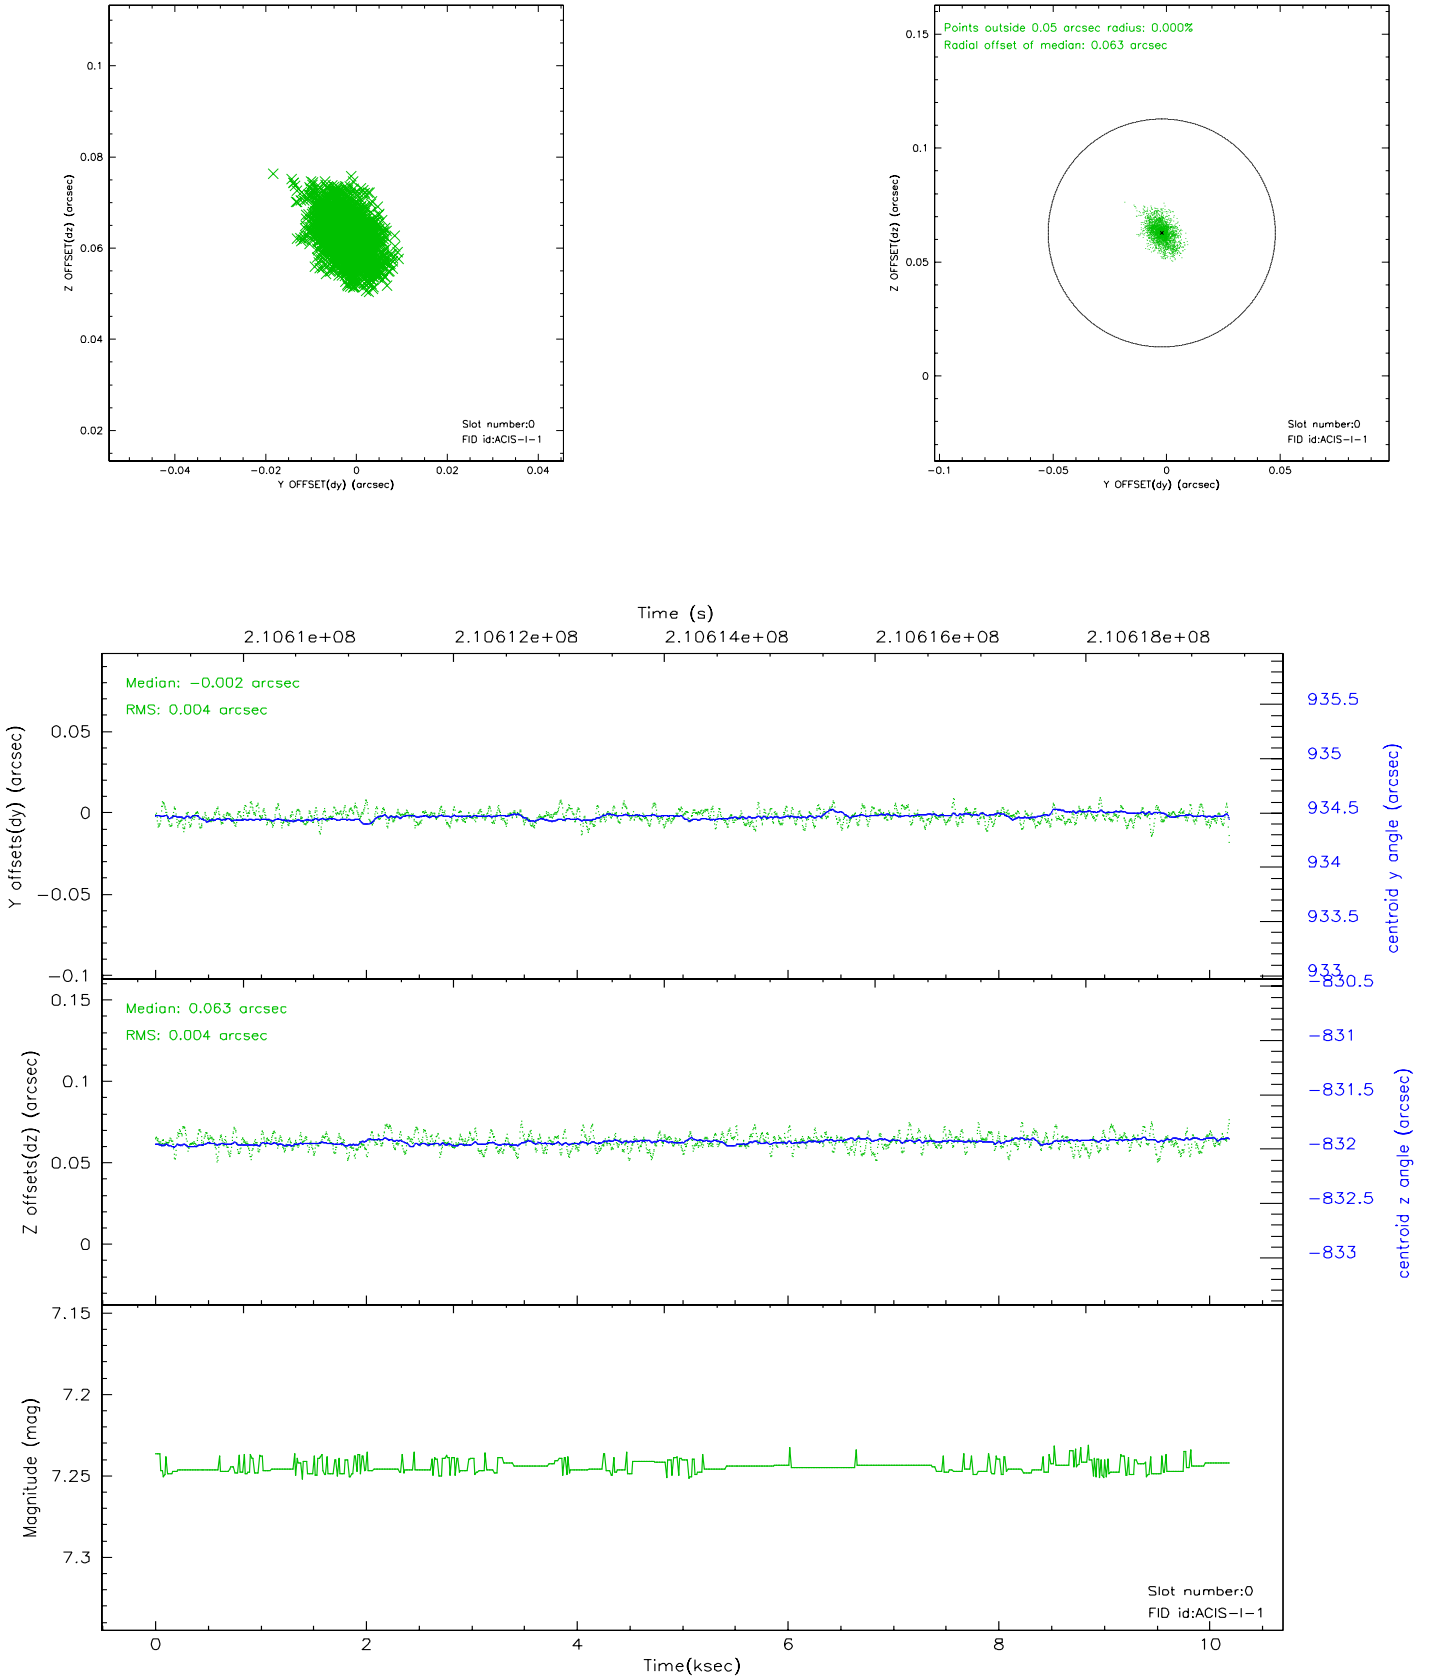 0.1
0.08
0.06
0.04
0.02
Z OFFSET(dz) (arcsec)
Slot number:0
FID id:ACIS-I-1
-0.04 -0.02 0 0.02 0.04
Y OFFSET(dy) (arcsec)
Points outside 0.05 arcsec radius: 0.000%
Radial offset of median: 0.063 arcsec
0.15
0.1
0.05
0
Z OFFSET(dz) (arcsec)
Slot number:0
FID id:ACIS-I-1
-0.1 -0.05 0 0.05
Y OFFSET(dy) (arcsec)
Time (s)
2.1061e+08 2.10612e+08 2.10614e+08 2.10616e+08 2.10618e+08
Median: -0.002 arcsec
RMS: 0.004 arcsec
0.05
0
-0.05
-0.1
Y offsets(dy) (arcsec)
935.5
935
934.5
934
933.5
933
centroid y angle (arcsec)
Median: 0.063 arcsec
RMS: 0.004 arcsec
0.15
0.1
0.05
0
Z offsets(dz) (arcsec)
-830.5
-831
-831.5
-832
-832.5
-833
centroid z angle (arcsec)
7.15
7.2
7.25
7.3
Magnitude (mag)
Slot number:0
FID id:ACIS-I-1
0 2 4 6 8 10
Time(ksec)